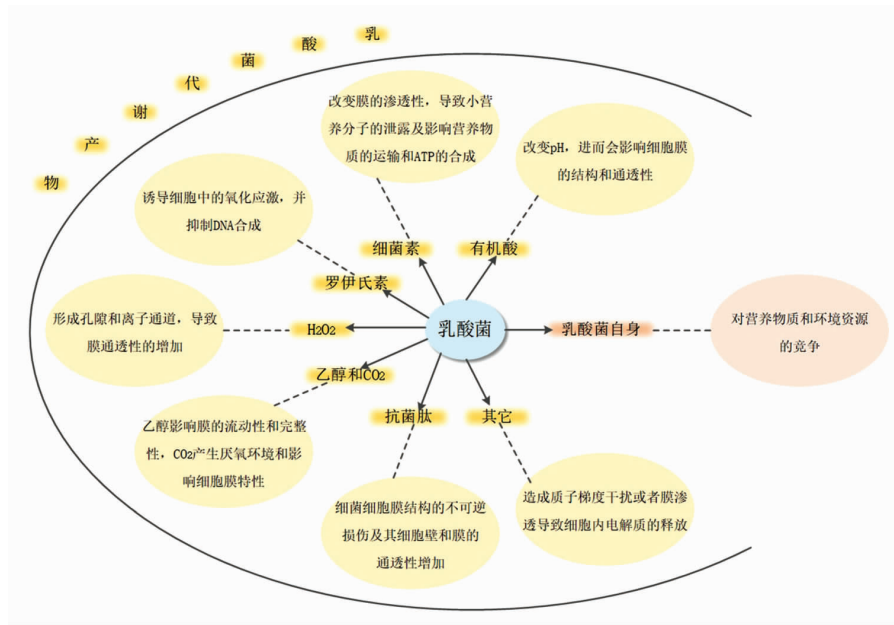 乳酸菌代谢产物
改变膜的渗透性，导致小营
养分子的泄露及影响营养物
质的运输和ATP的合成
改变pH，进而会影响细胞膜
的结构和通透性
诱导细胞中的氧化应激，并
抑制DNA合成
细菌素
有机酸
罗伊氏素
形成孔隙和离子通道，导致
膜通透性的增加
H₂O₂
乳酸菌
乳酸菌自身
对营养物质和环境资源
的竞争
乙醇和CO₂
抗菌肽
其它
乙醇影响膜的流动性和完整
性，CO₂产生厌氧环境和影
响细胞膜特性
细菌细胞膜结构的不可逆
损伤及其细胞壁和膜的
通透性增加
造成质子梯度干扰或者膜渗
透导致细胞内电解质的释放